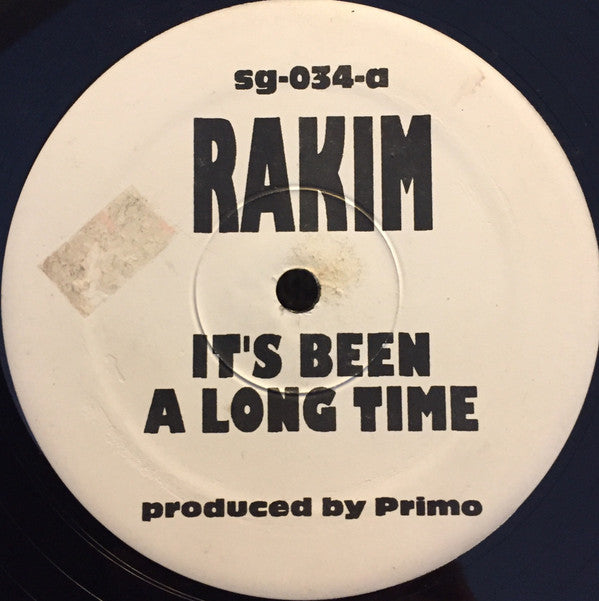 sg-034-a
RAKIM
IT'S BEEN
A LONG TIME
produced by Primo